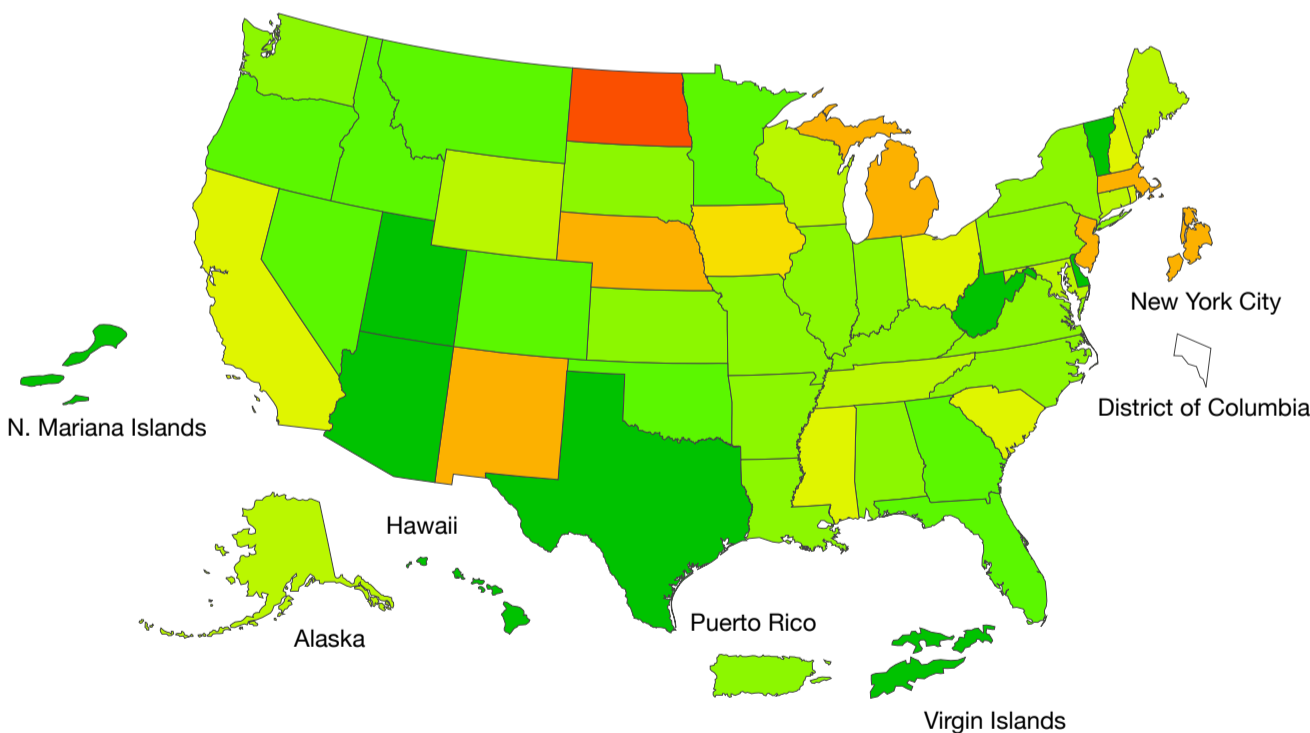 New York City
District of Columbia
N. Mariana Islands
Hawaii
Alaska
Puerto Rico
Virgin Islands